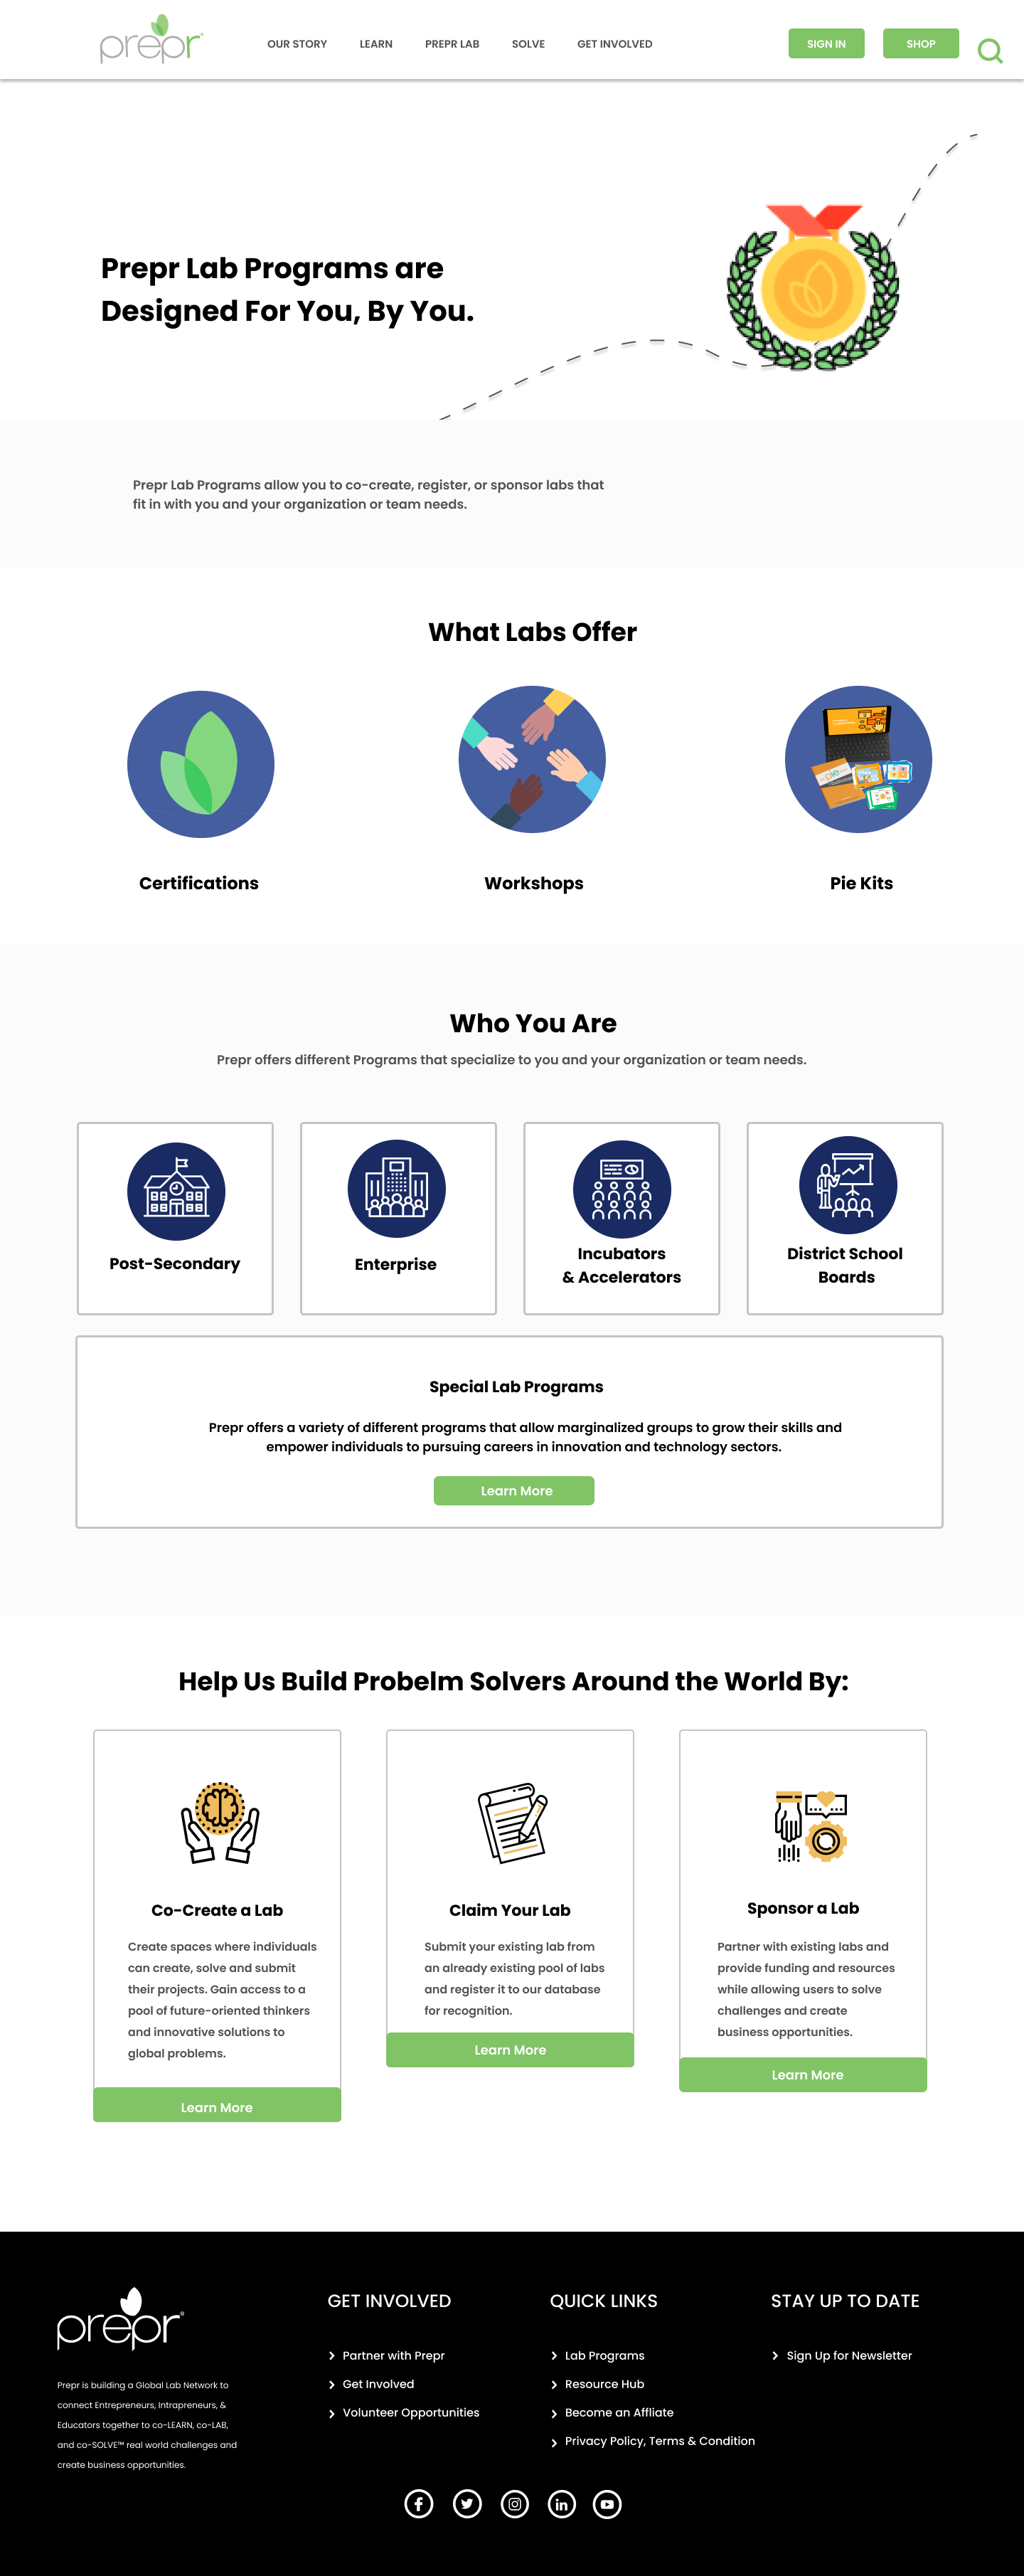 prepr
OUR STORY
LEARN
PREPR LAB
SOLVE
GET INVOLVED
SIGN IN
SHOP
Prepr Lab Programs are
Designed For You, By You.
Prepr Lab Programs allow you to co-create, register, or sponsor labs that
fit in with you and your organization or team needs.
What Labs Offer
pie
Certifications
Workshops
Pie Kits
Who You Are
Prepr offers different Programs that specialize to you and your organization or team needs.
Post-Secondary
Enterprise
Incubators
& Accelerators
District School
Boards
Special Lab Programs
Prepr offers a variety of different programs that allow marginalized groups to grow their skills and
empower individuals to pursuing careers in innovation and technology sectors.
Learn More
Help Us Build Probelm Solvers Around the World By:
Co-Create a Lab
Create spaces where individuals
can create, solve and submit
their projects. Gain access to a
pool of future-oriented thinkers
and innovative solutions to
global problems.
Learn More
Claim Your Lab
Submit your existing lab from
an already existing pool of labs
and register it to our database
for recognition.
Learn More
Sponsor a Lab
Partner with existing labs and
provide funding and resources
while allowing users to solve
challenges and create
business opportunities.
Learn More
prepr®
Prepr is building a Global Lab Network to
connect Entrepreneurs, Intrapreneurs, &
Educators together to co-LEARN, co-LAB,
and co-SOLVE™ real world challenges and
create business opportunities.
GET INVOLVED
Partner with Prepr
Get Involved
Volunteer Opportunities
QUICK LINKS
Lab Programs
Resource Hub
Become an Affliate
Privacy Policy, Terms & Condition
STAY UP TO DATE
Sign Up for Newsletter